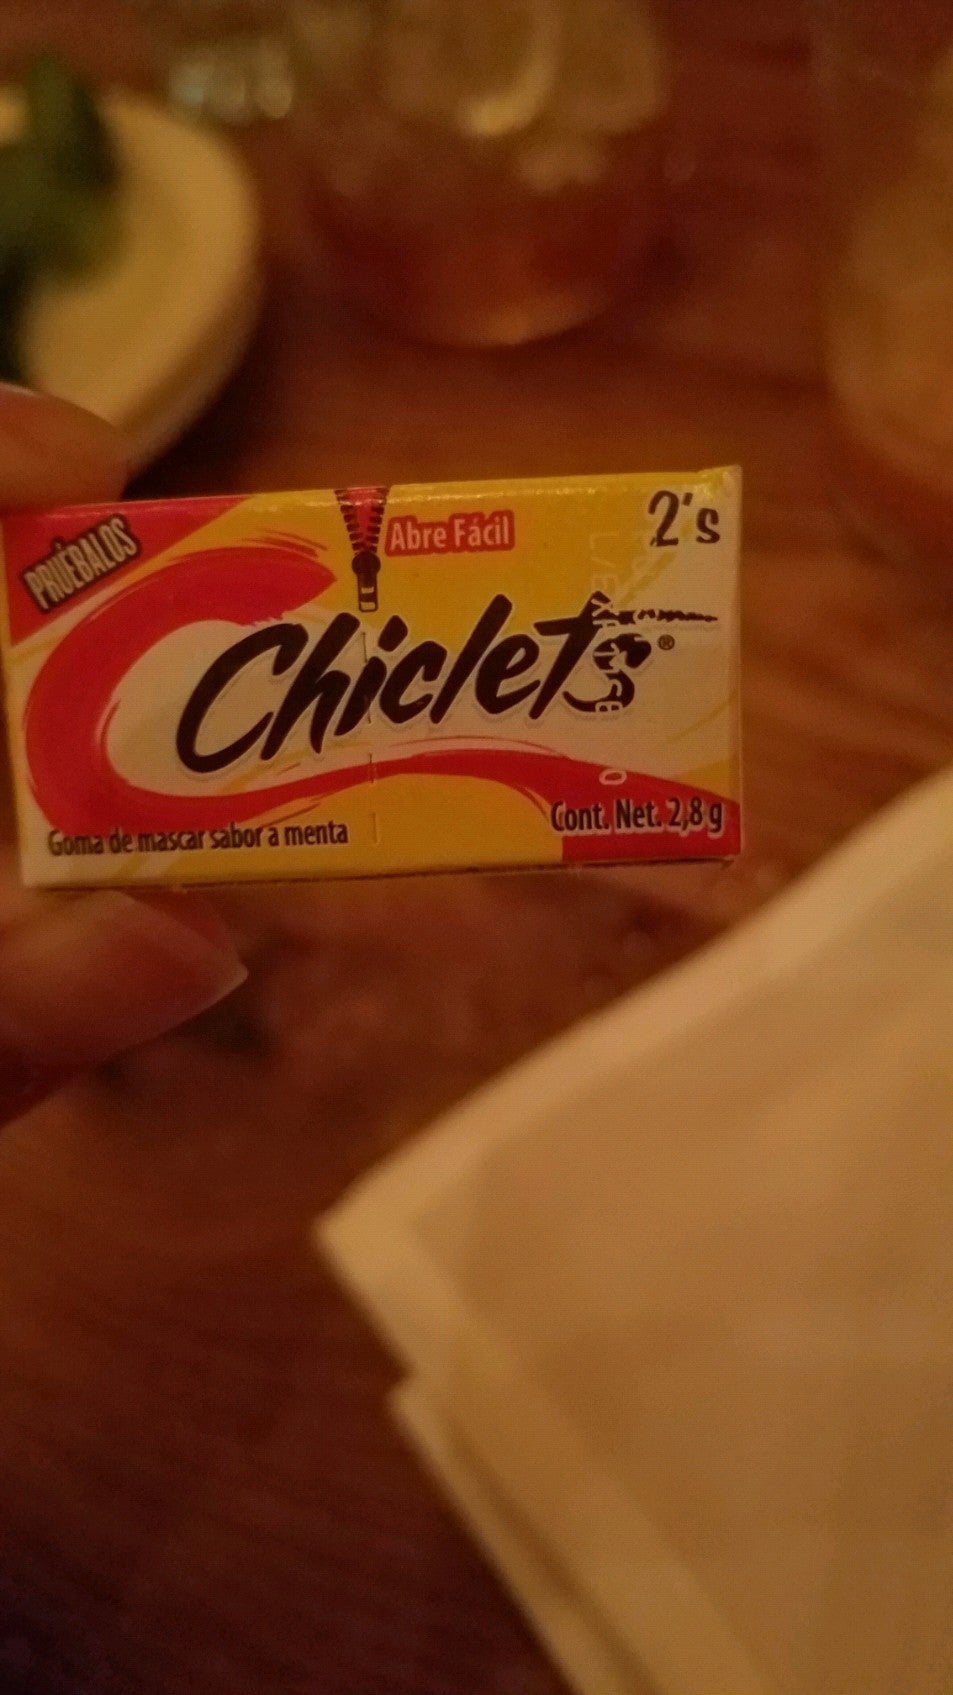 PRUÉBALOS
Abre Fácil
2's
Chiclets®
Goma de mascar sabor a menta
Cont. Net. 2,8 g